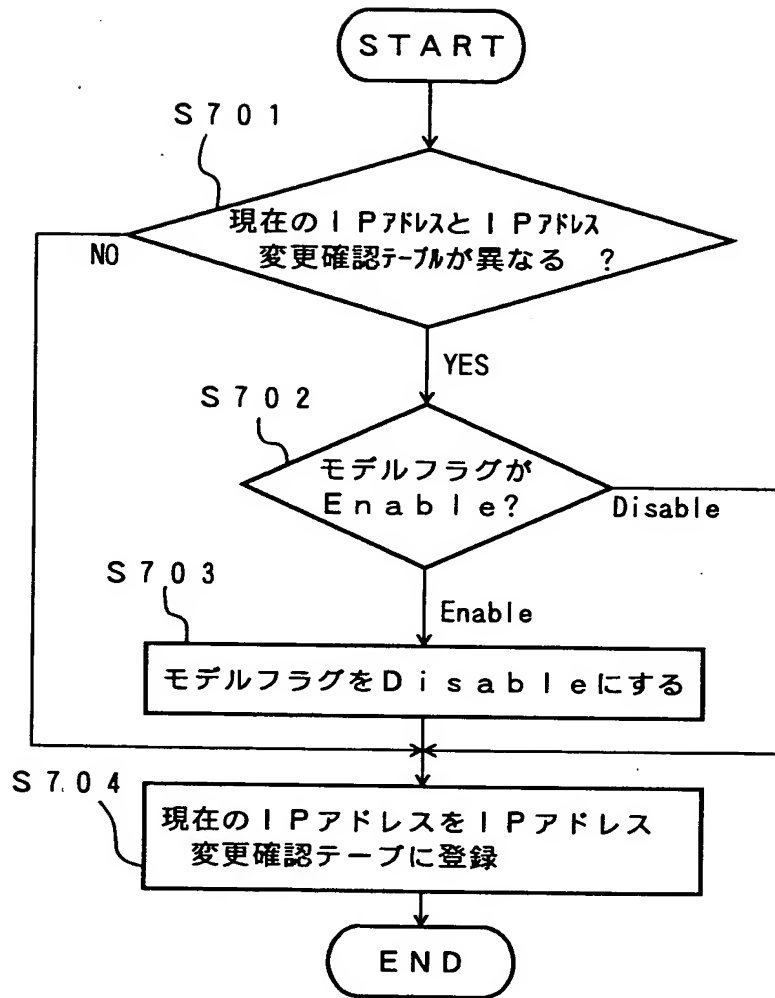 START
S701
現在のIPアドレスとIPアドレス
変更確認テーブルが異なる ?
NO
YES
S702
モデルフラグが
Enable?
Disable
S703
Enable
モデルフラグをDisableにする
S704
現在のIPアドレスをIPアドレス
変更確認テーブに登録
END